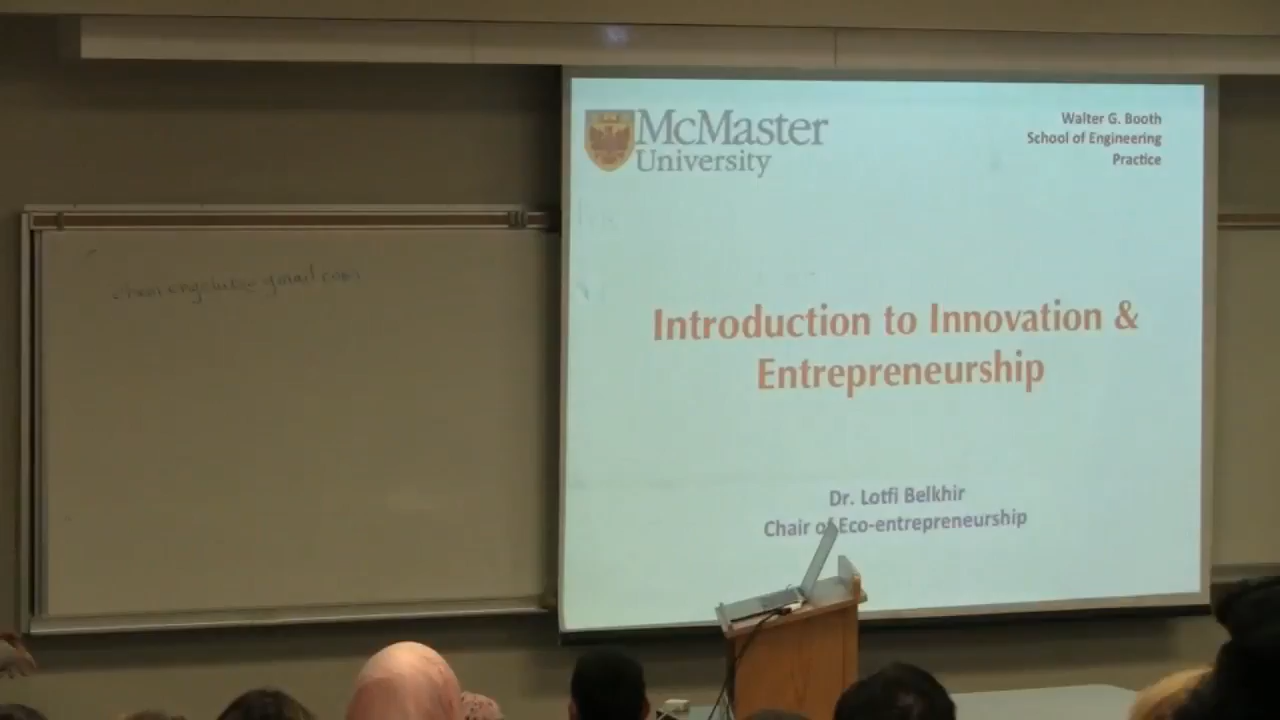 McMaster
University
Walter G. Booth
School of Engineering
Practice
Introduction to Innovation &
Entrepreneurship
Dr. Lotfi Belkhir
Chair of Eco-entrepreneurship